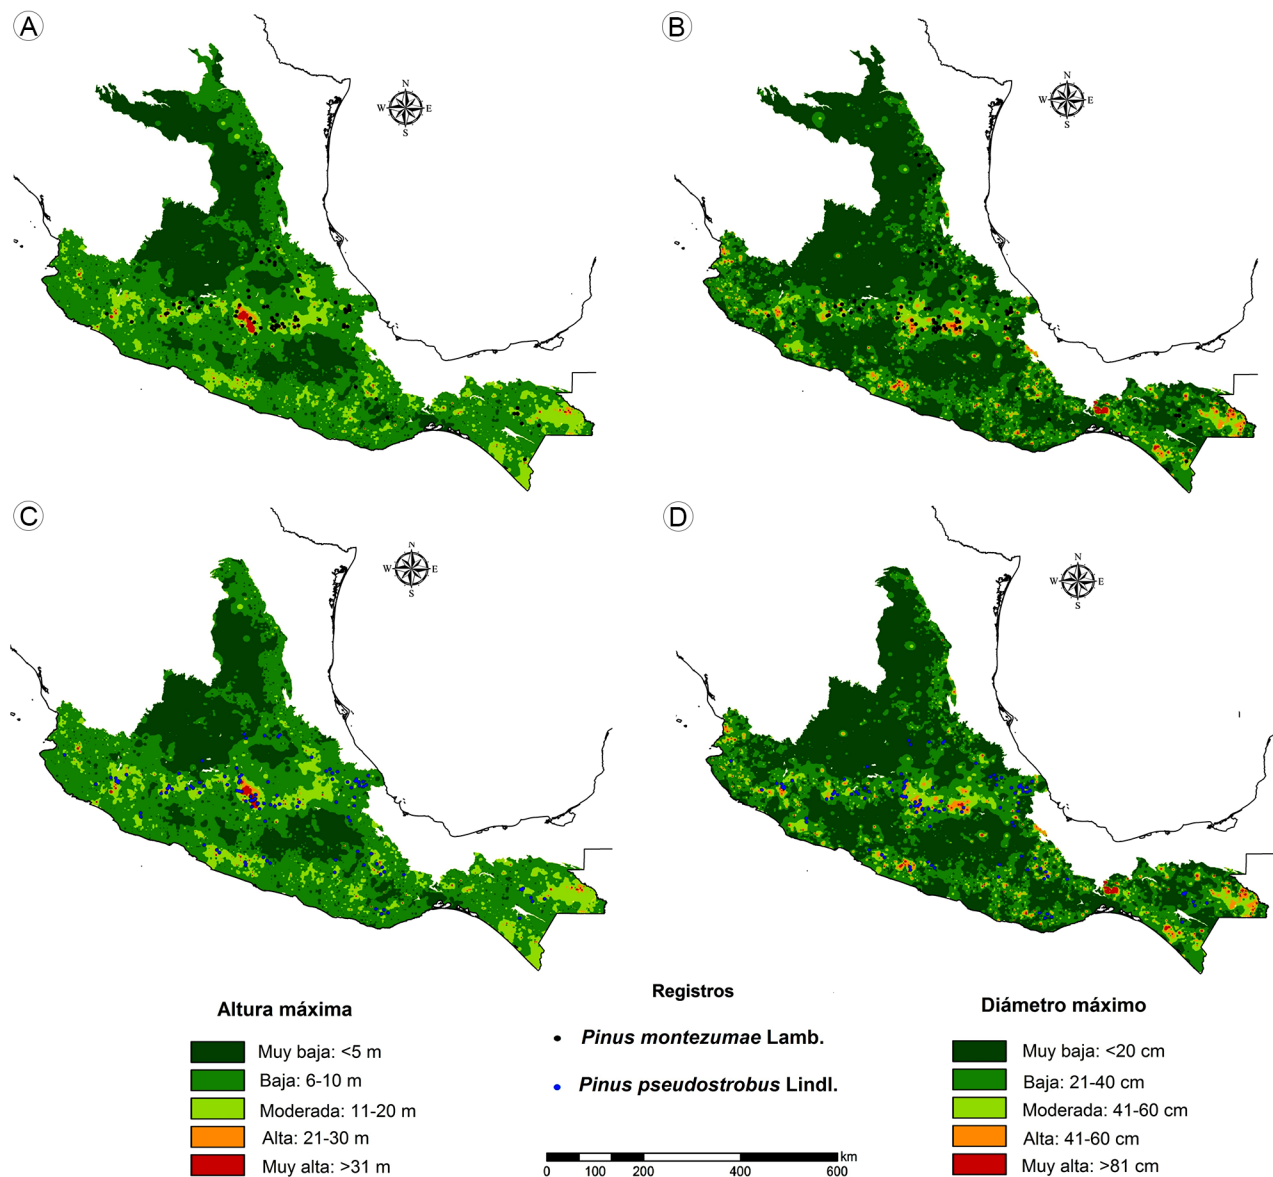 A
B
N
W E
S
N
W E
S
C
D
N
W E
S
N
W E
S
Altura máxima
Muy baja: <5 m
Baja: 6-10 m
Moderada: 11-20 m
Alta: 21-30 m
Muy alta: >31 m
Registros
Pinus montezumae Lamb.
Pinus pseudostrobus Lindl.
km
0 100 200 400 600
Diámetro máximo
Muy baja: <20 cm
Baja: 21-40 cm
Moderada: 41-60 cm
Alta: 41-60 cm
Muy alta: >81 cm